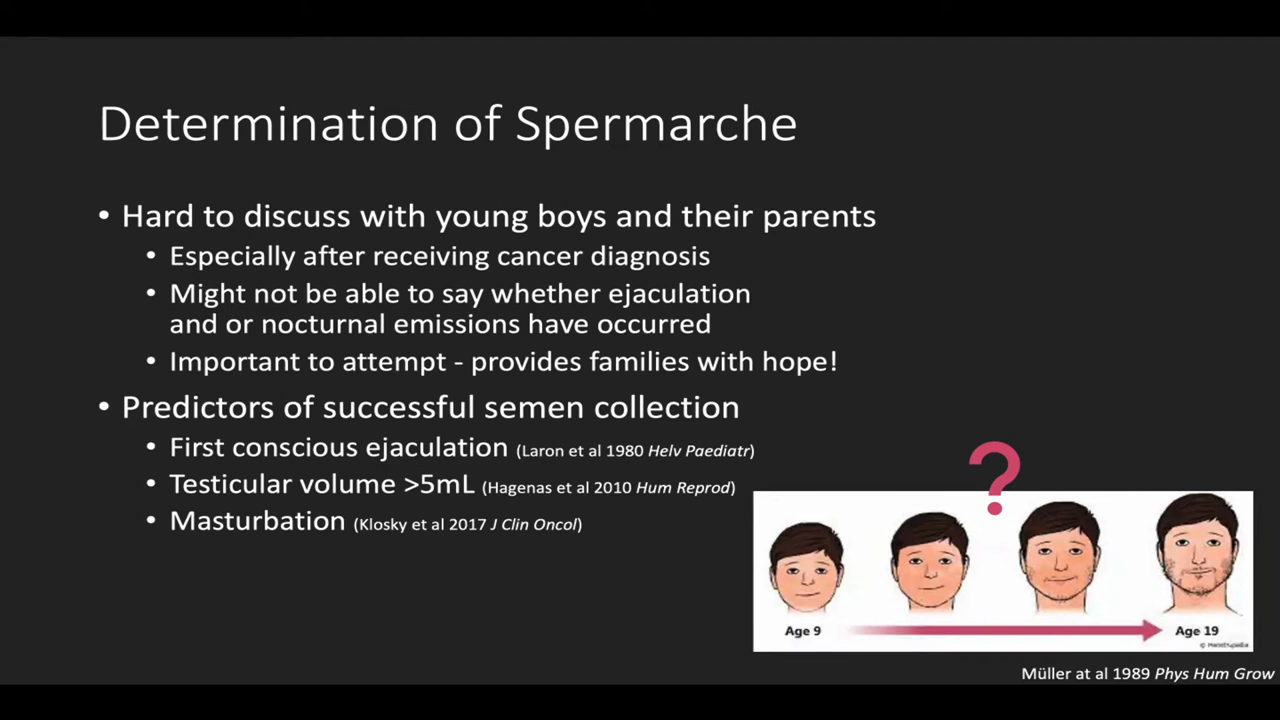 Determination of Spermarche
• Hard to discuss with young boys and their parents
• Especially after receiving cancer diagnosis
• Might not be able to say whether ejaculation
and or nocturnal emissions have occurred
• Important to attempt - provides families with hope!
• Predictors of successful semen collection
• First conscious ejaculation (Laron et al 1980 Helv Paediatr)
• Testicular volume >5mL (Hagenas et al 2010 Hum Reprod)
• Masturbation (Klosky et al 2017 J Clin Oncol)
?
Age 9
Age 19
© Menstrupedia
Müller at al 1989 Phys Hum Grow